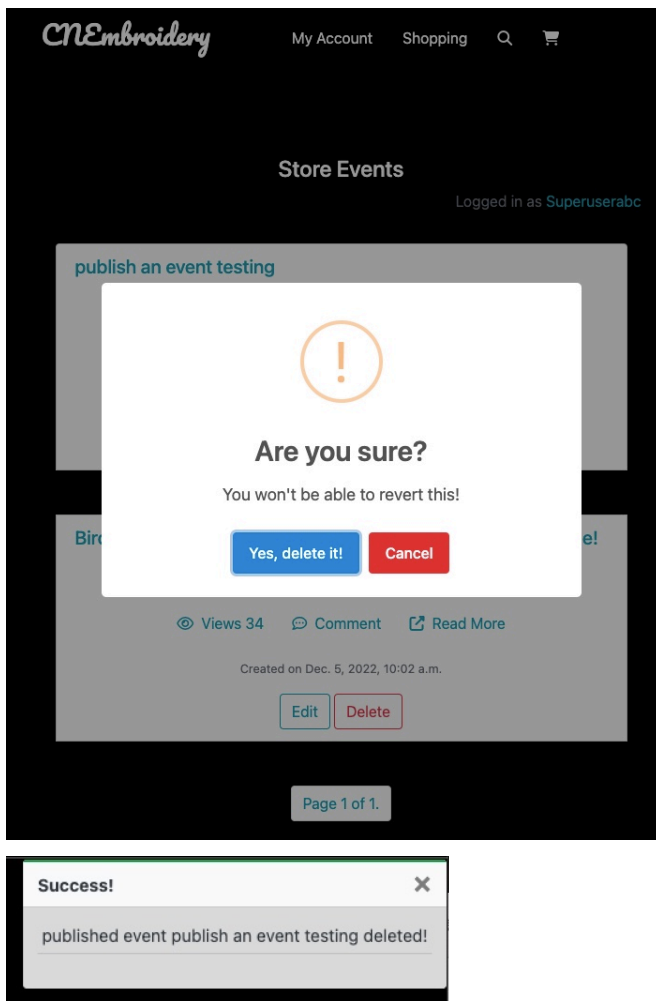 CNEmbroidery My Account Shopping
Store Events
Logged in as Superuserabc
publish an event testing
!
Are you sure?
You won't be able to revert this!
Bird e!
Yes, delete it! Cancel
Views 34 Comment Read More
Created on Dec. 5, 2022, 10:02 a.m.
Edit Delete
Page 1 of 1.
Success! ×
published event publish an event testing deleted!